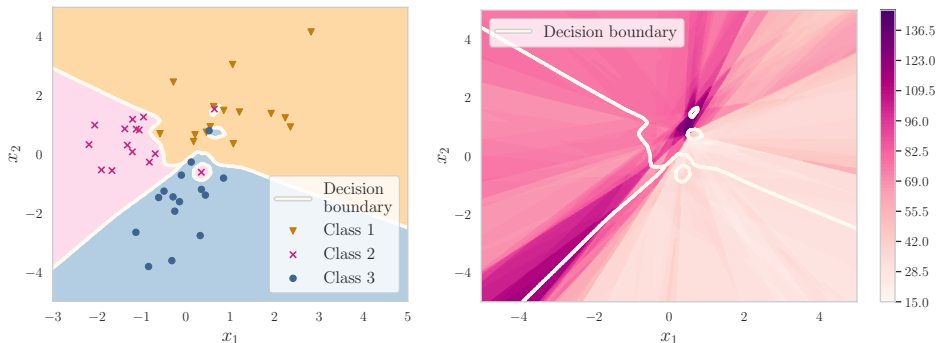 4
2
0
−2
−4
x₂
−3 −2 −1 0 1 2 3 4 5
x₁
Decision
boundary
Class 1
Class 2
Class 3
4
2
0
−2
−4
x₂
−4 −2 0 2 4
x₁
Decision boundary
136.5
123.0
109.5
96.0
82.5
69.0
55.5
42.0
28.5
15.0